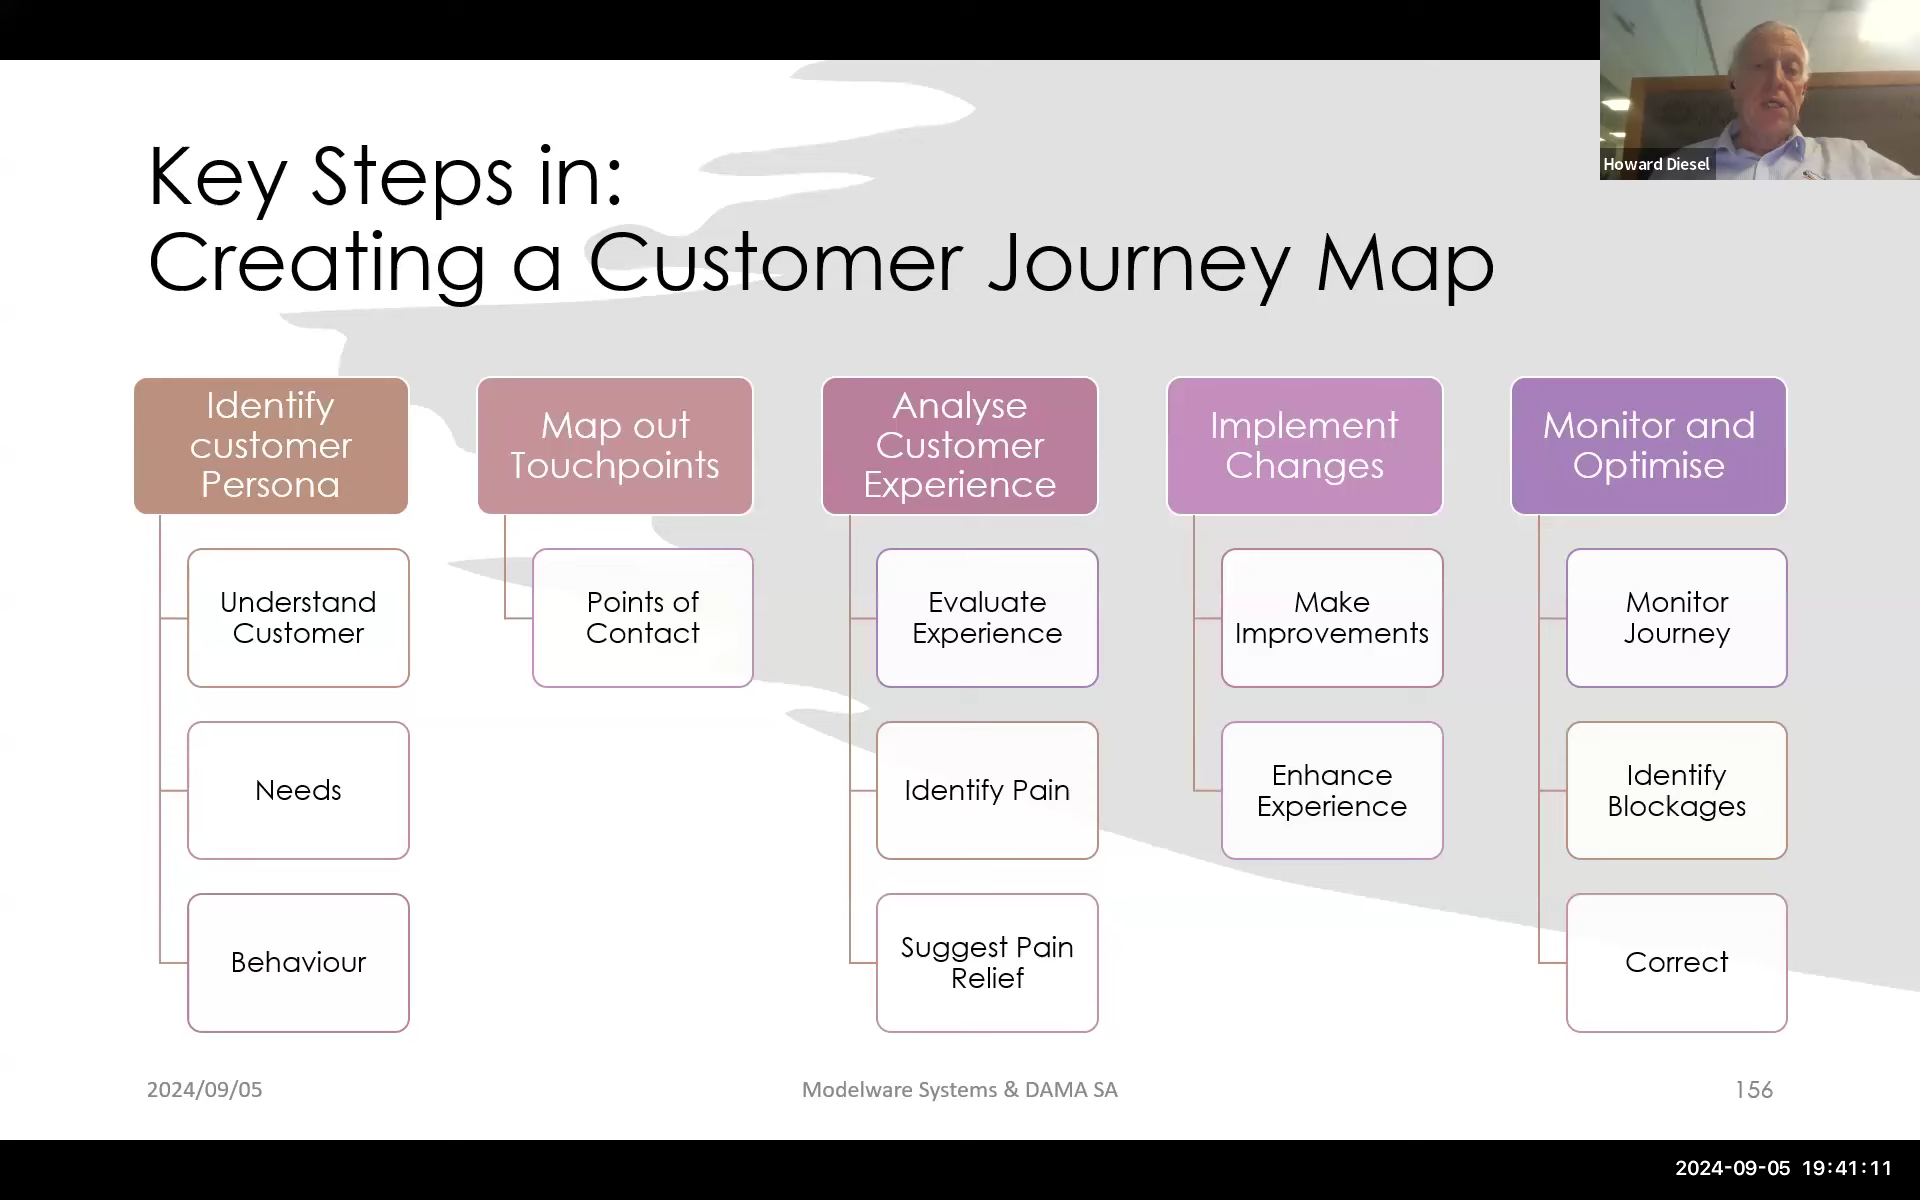 Howard Diesel
Key Steps in:
Creating a Customer Journey Map
Identify
customer
Persona
Understand
Customer
Needs
Behaviour
Map out
Touchpoints
Points of
Contact
Analyse
Customer
Experience
Evaluate
Experience
Identify Pain
Suggest Pain
Relief
Implement
Changes
Make
Improvements
Enhance
Experience
Monitor and
Optimise
Monitor
Journey
Identify
Blockages
Correct
2024/09/05
Modelware Systems & DAMA SA
156
2024-09-05 19:41:11